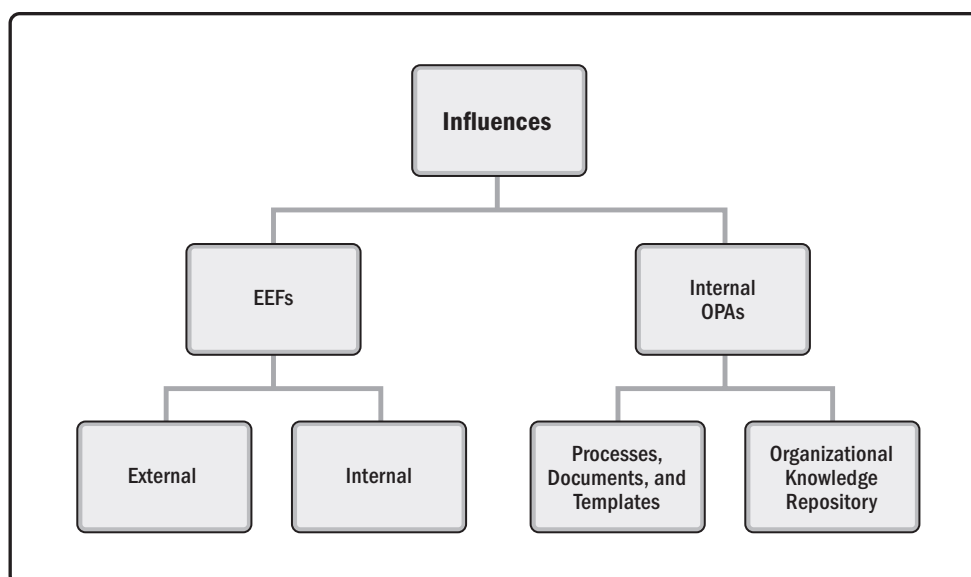 Influences
EEFs
Internal
OPAs
External
Internal
Processes,
Documents, and
Templates
Organizational
Knowledge
Repository